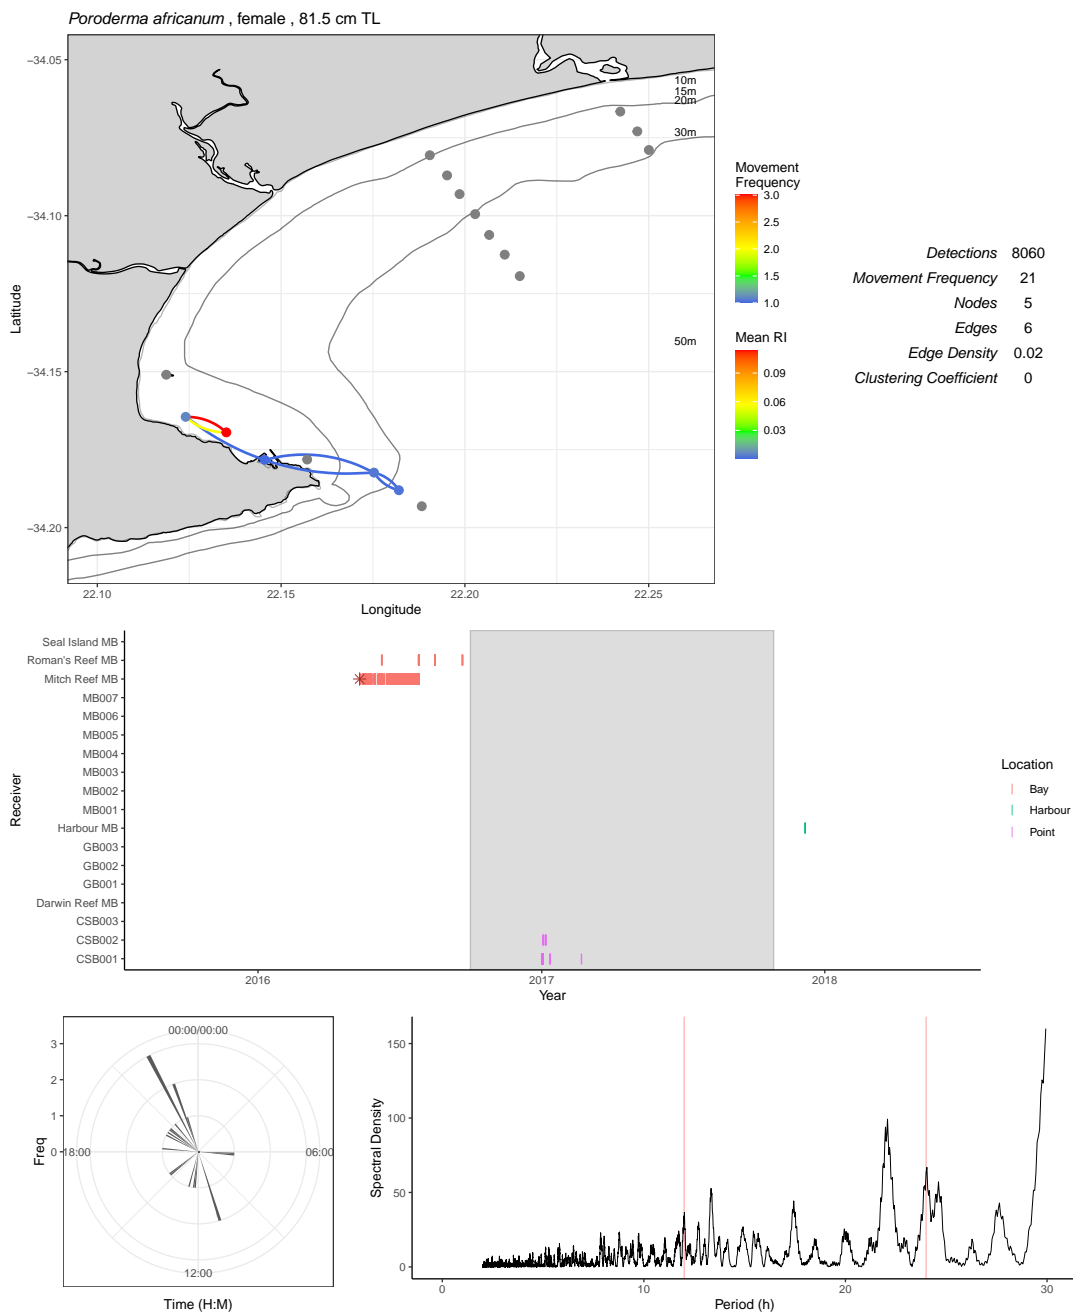 Poroderma africanum , female , 81.5 cm TL
−34.05
−34.10
−34.15
−34.20
Latitude
10m
15m
20m
30m
50m
22.10
22.15
22.20
22.25
Longitude
Movement
Frequency
3.0
2.5
2.0
1.5
1.0
Mean RI
0.09
0.06
0.03
Detections 8060
Movement Frequency 21
Nodes 5
Edges 6
Edge Density 0.02
Clustering Coefficient 0
Seal Island MB
Roman's Reef MB
Mitch Reef MB
MB007
MB006
MB005
MB004
MB003
MB002
MB001
Harbour MB
GB003
GB002
GB001
Darwin Reef MB
CSB003
CSB002
CSB001
Receiver
2016
2017
2018
Year
Location
Bay
Harbour
Point
00:00/00:00
06:00
12:00
18:00
3
2
1
0
Freq
Time (H:M)
150
100
50
0
Spectral Density
0
10
20
30
Period (h)